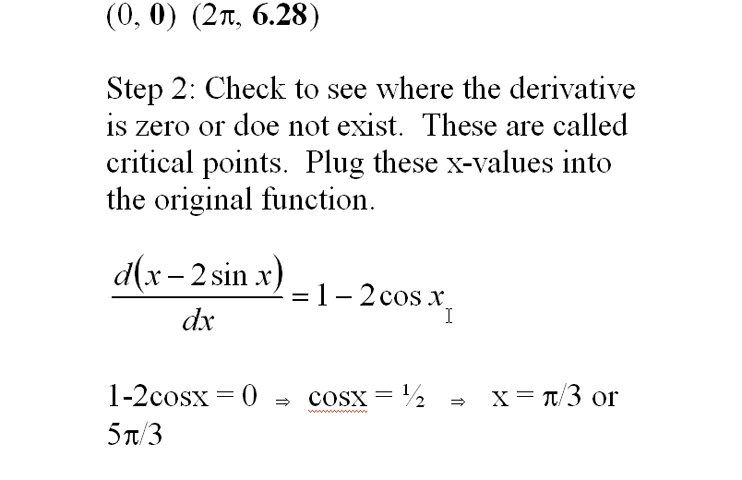 (0, 0) (2π, 6.28)
Step 2: Check to see where the derivative
is zero or doe not exist. These are called
critical points. Plug these x-values into
the original function.
d(x − 2 sin x)/dx = 1 − 2 cos x
1-2cosx = 0 ⇒ cosx = ½ ⇒ x = π/3 or
5π/3